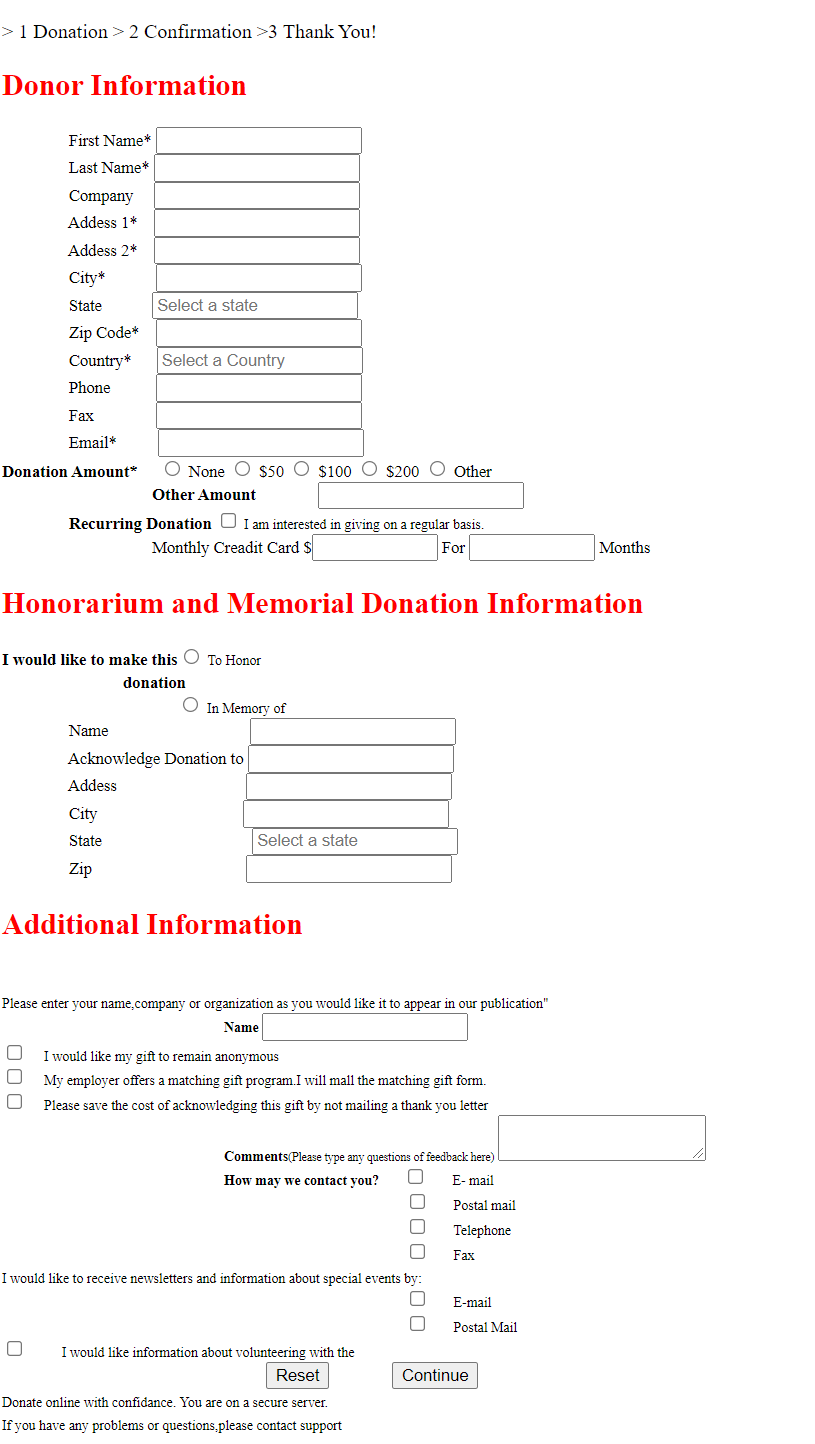 > 1 Donation > 2 Confirmation >3 Thank You!
Donor Information
First Name*
Last Name*
Company
Addess 1*
Addess 2*
City*
State Select a state
Zip Code*
Country* Select a Country
Phone
Fax
Email*
Donation Amount* None $50 $100 $200 Other
Other Amount
Recurring Donation I am interested in giving on a regular basis.
Monthly Creadit Card $ For Months
Honorarium and Memorial Donation Information
I would like to make this To Honor
donation
In Memory of
Name
Acknowledge Donation to
Addess
City
State Select a state
Zip
Additional Information
Please enter your name,company or organization as you would like it to appear in our publication"
Name
I would like my gift to remain anonymous
My employer offers a matching gift program.I will mall the matching gift form.
Please save the cost of acknowledging this gift by not mailing a thank you letter
Comments(Please type any questions of feedback here)
How may we contact you? E- mail
Postal mail
Telephone
Fax
I would like to receive newsletters and information about special events by:
E-mail
Postal Mail
I would like information about volunteering with the
Reset Continue
Donate online with confidance. You are on a secure server.
If you have any problems or questions,please contact support